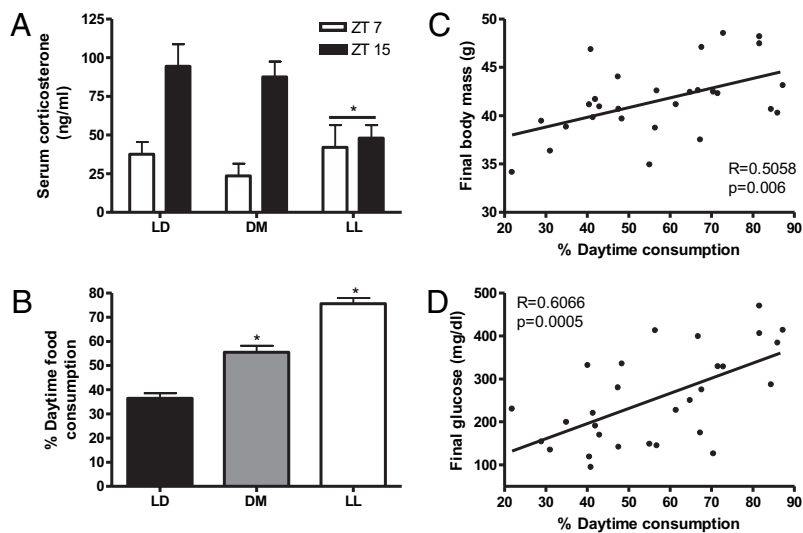 A
Serum corticosterone
(ng/ml)
125
100
75
50
25
0
ZT 7
ZT 15
*
LD
DM
LL
B
% Daytime food
consumption
80
70
60
50
40
30
20
10
0
*
*
LD
DM
LL
C
Final body mass (g)
50
45
40
35
30
R=0.5058
p=0.006
20 30 40 50 60 70 80 90
% Daytime consumption
D
Final glucose (mg/dl)
500
400
300
200
100
R=0.6066
p=0.0005
20 30 40 50 60 70 80 90
% Daytime consumption